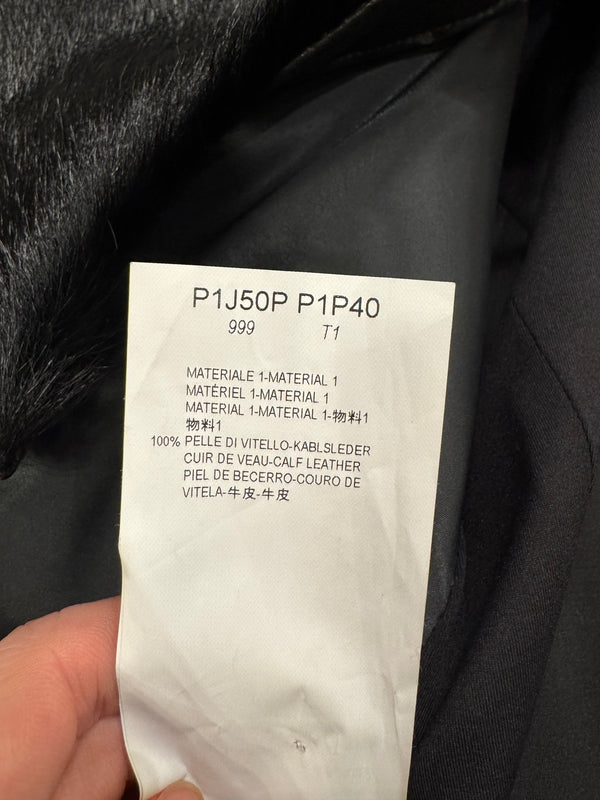 P1J50P P1P40
999 T1
MATERIALE 1-MATERIAL 1
MATÉRIEL 1-MATERIAL 1
MATERIAL 1-MATERIAL 1-物料1
物料1
100% PELLE DI VITELLO-KABLSLEDER
CUIR DE VEAU-CALF LEATHER
PIEL DE BECERRO-COURO DE
VITELA-牛皮-牛皮